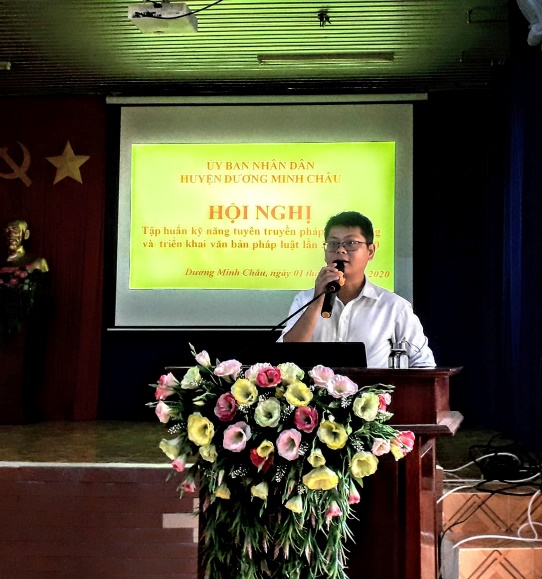 ỦY BAN NHÂN DÂN
HUYỆN DƯƠNG MINH CHÂU
HỘI NGHỊ
Tập huấn kỹ năng tuyên truyền pháp
và triển khai văn bản pháp luật lần
Dương Minh Châu, ngày 01 2020